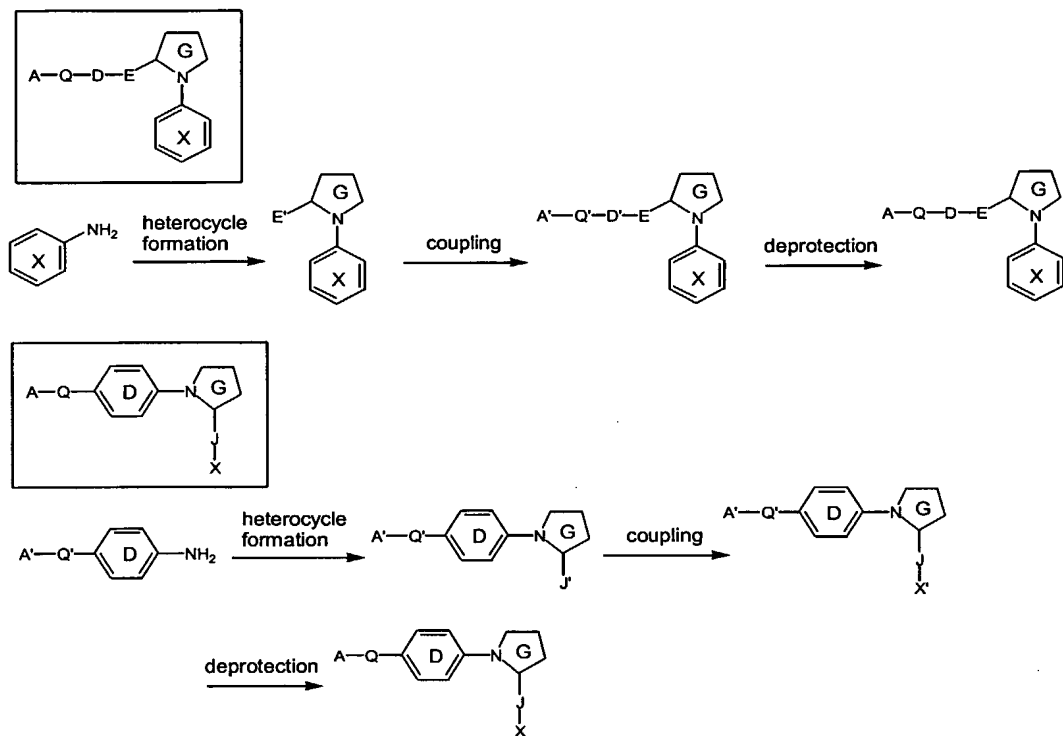 G
A—Q—D—E
N
X
NH2
X
heterocycle
formation
G
E'
N
X
coupling
G
A'—Q'—D'—E
N
X
deprotection
G
A—Q—D—E
N
X
A—Q D N G
J
X
A'—Q' D NH2
heterocycle
formation
A'—Q' D N G
J'
coupling
A'—Q' D N G
J
X'
deprotection
A—Q D N G
J
X